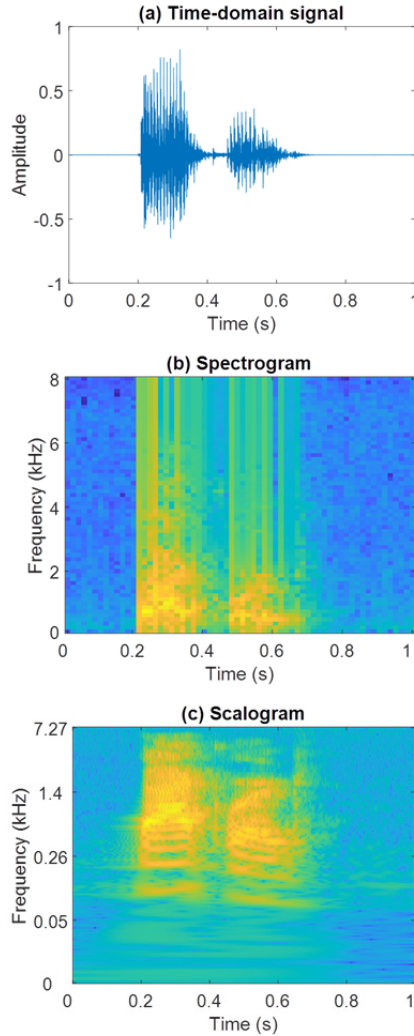 (a) Time-domain signal
1
0.5
0
-0.5
-1
Amplitude
0 0.2 0.4 0.6 0.8 1
Time (s)
(b) Spectrogram
8
6
4
2
0
Frequency (kHz)
0 0.2 0.4 0.6 0.8 1
Time (s)
(c) Scalogram
7.27
1.4
0.26
0.05
0
Frequency (kHz)
0 0.2 0.4 0.6 0.8 1
Time (s)